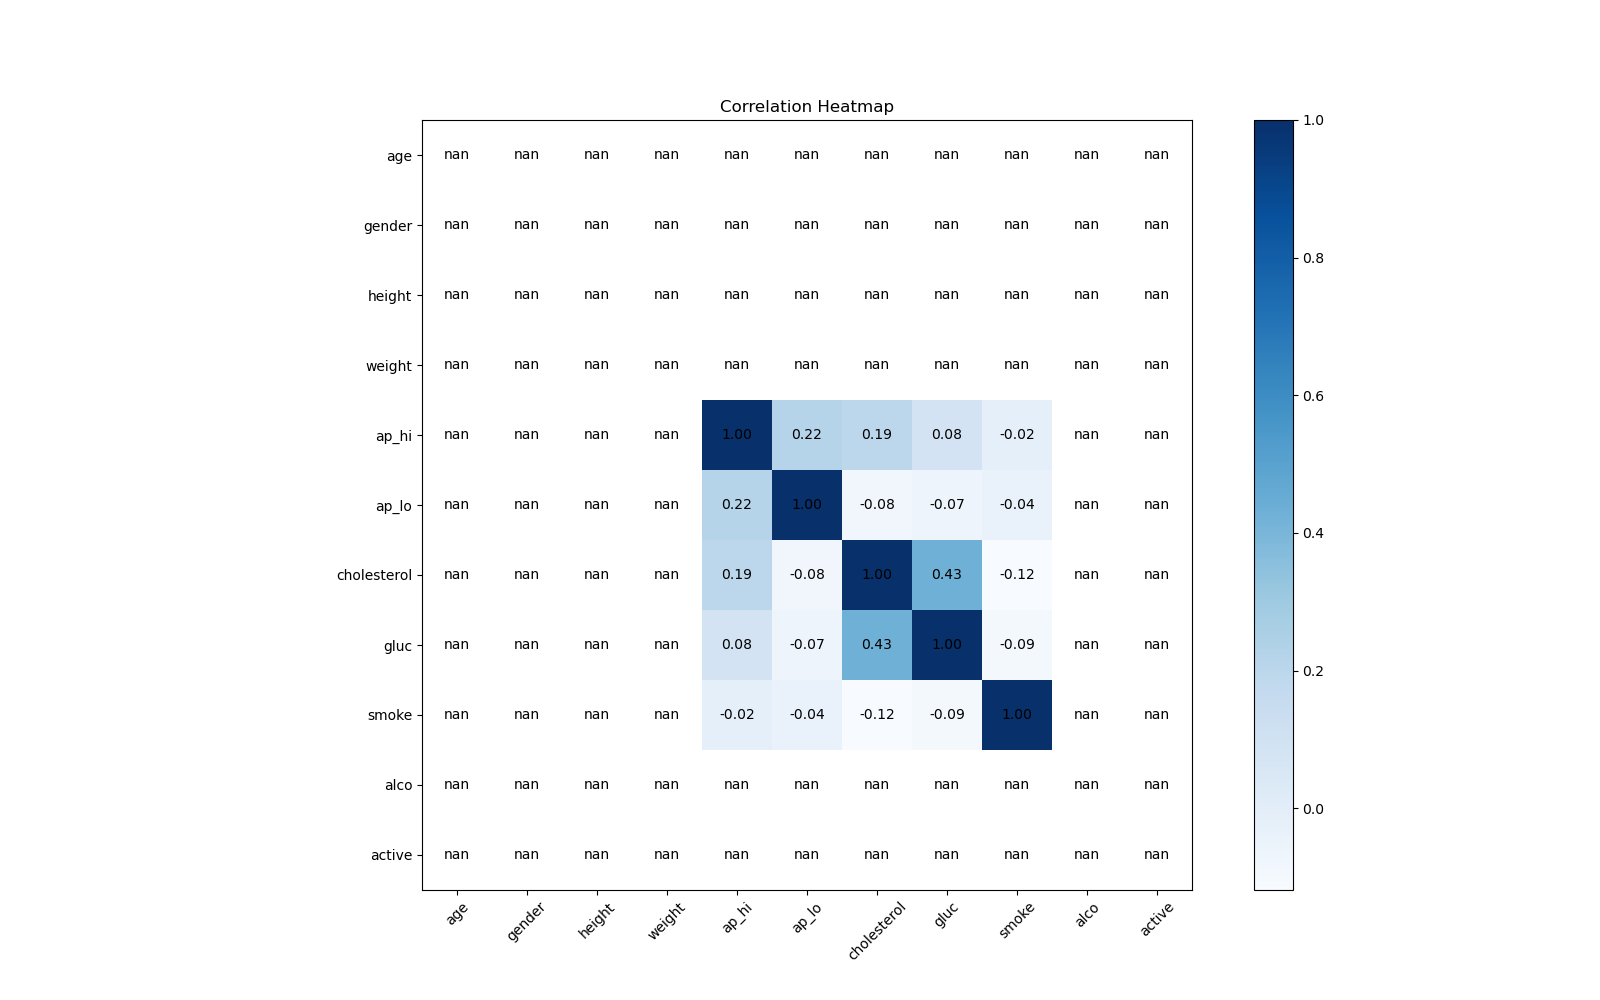 Correlation Heatmap
1.0
age nan nan nan nan nan nan nan nan nan nan nan
gender nan nan nan nan nan nan nan nan nan nan nan
0.8
height nan nan nan nan nan nan nan nan nan nan nan
weight nan nan nan nan nan nan nan nan nan nan nan
0.6
ap_hi nan nan nan nan 1.00 0.22 0.19 0.08 -0.02 nan nan
ap_lo nan nan nan nan 0.22 1.00 -0.08 -0.07 -0.04 nan nan
0.4
cholesterol nan nan nan nan 0.19 -0.08 1.00 0.43 -0.12 nan nan
gluc nan nan nan nan 0.08 -0.07 0.43 1.00 -0.09 nan nan
0.2
smoke nan nan nan nan -0.02 -0.04 -0.12 -0.09 1.00 nan nan
alco nan nan nan nan nan nan nan nan nan nan nan
0.0
active nan nan nan nan nan nan nan nan nan nan nan
age gender height weight ap_hi ap_lo cholesterol gluc smoke alco active